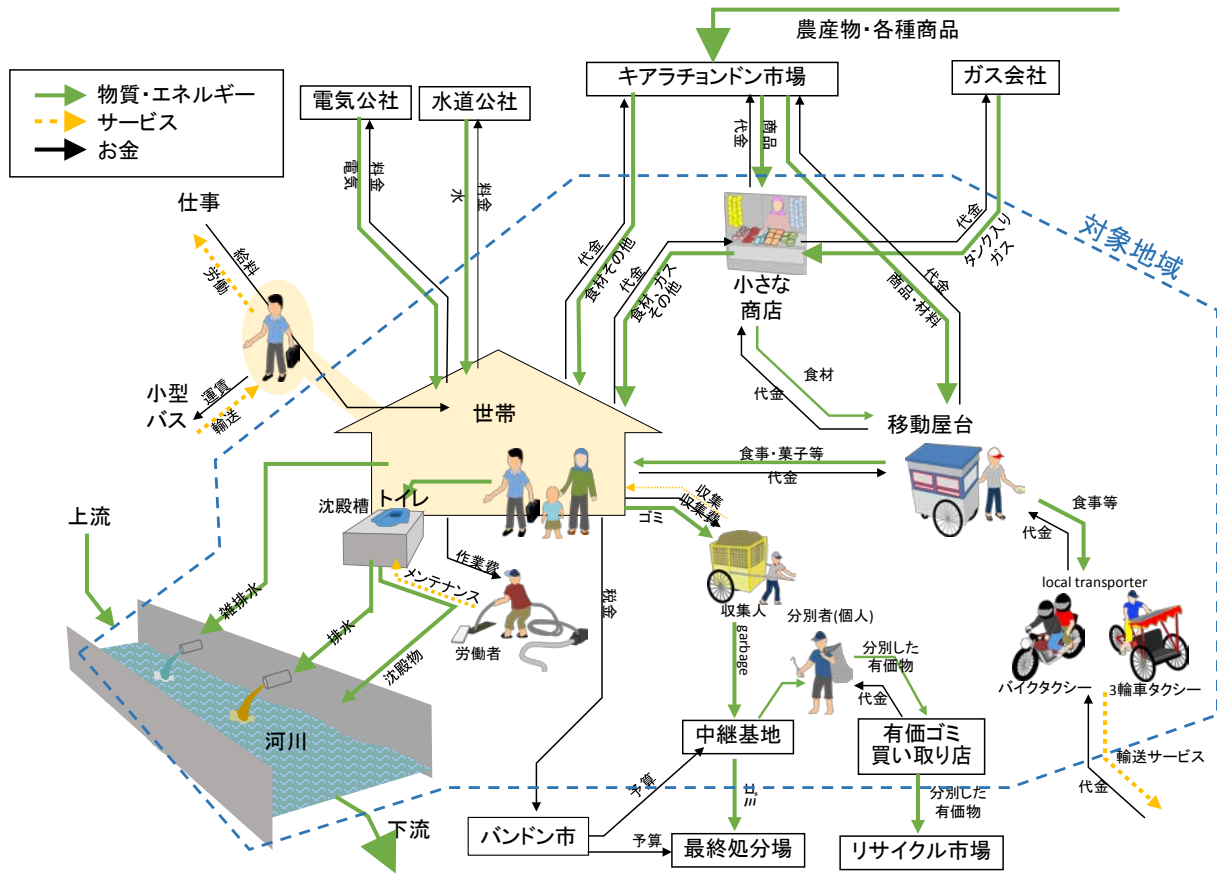 農産物・各種商品
物質・エネルギー
サービス
お金
電気公社
水道公社
キアラチョンドン市場
ガス会社
電気
料金
水
料金
代金
商品
仕事
給料
労働
代金
食材その他
代金
食材・ガス
その他
小さな
商店
代金
タンク入り
ガス
代金
商品・材料
対象地域
小型
バス
運賃
輸送
世帯
食材
代金
移動屋台
食事・菓子等
代金
食事等
代金
沈殿槽
トイレ
収集
収集費
ゴミ
上流
作業費
メンテナンス
労働者
税金
収集人
garbage
分別者(個人)
分別した
有価物
代金
local transporter
バイクタクシー
3輪車タクシー
雑排水
排水
沈殿物
河川
中継基地
有価ゴミ
買い取り店
輸送サービス
代金
予算
ゴミ
分別した
有価物
下流
バンドン市
予算
最終処分場
リサイクル市場